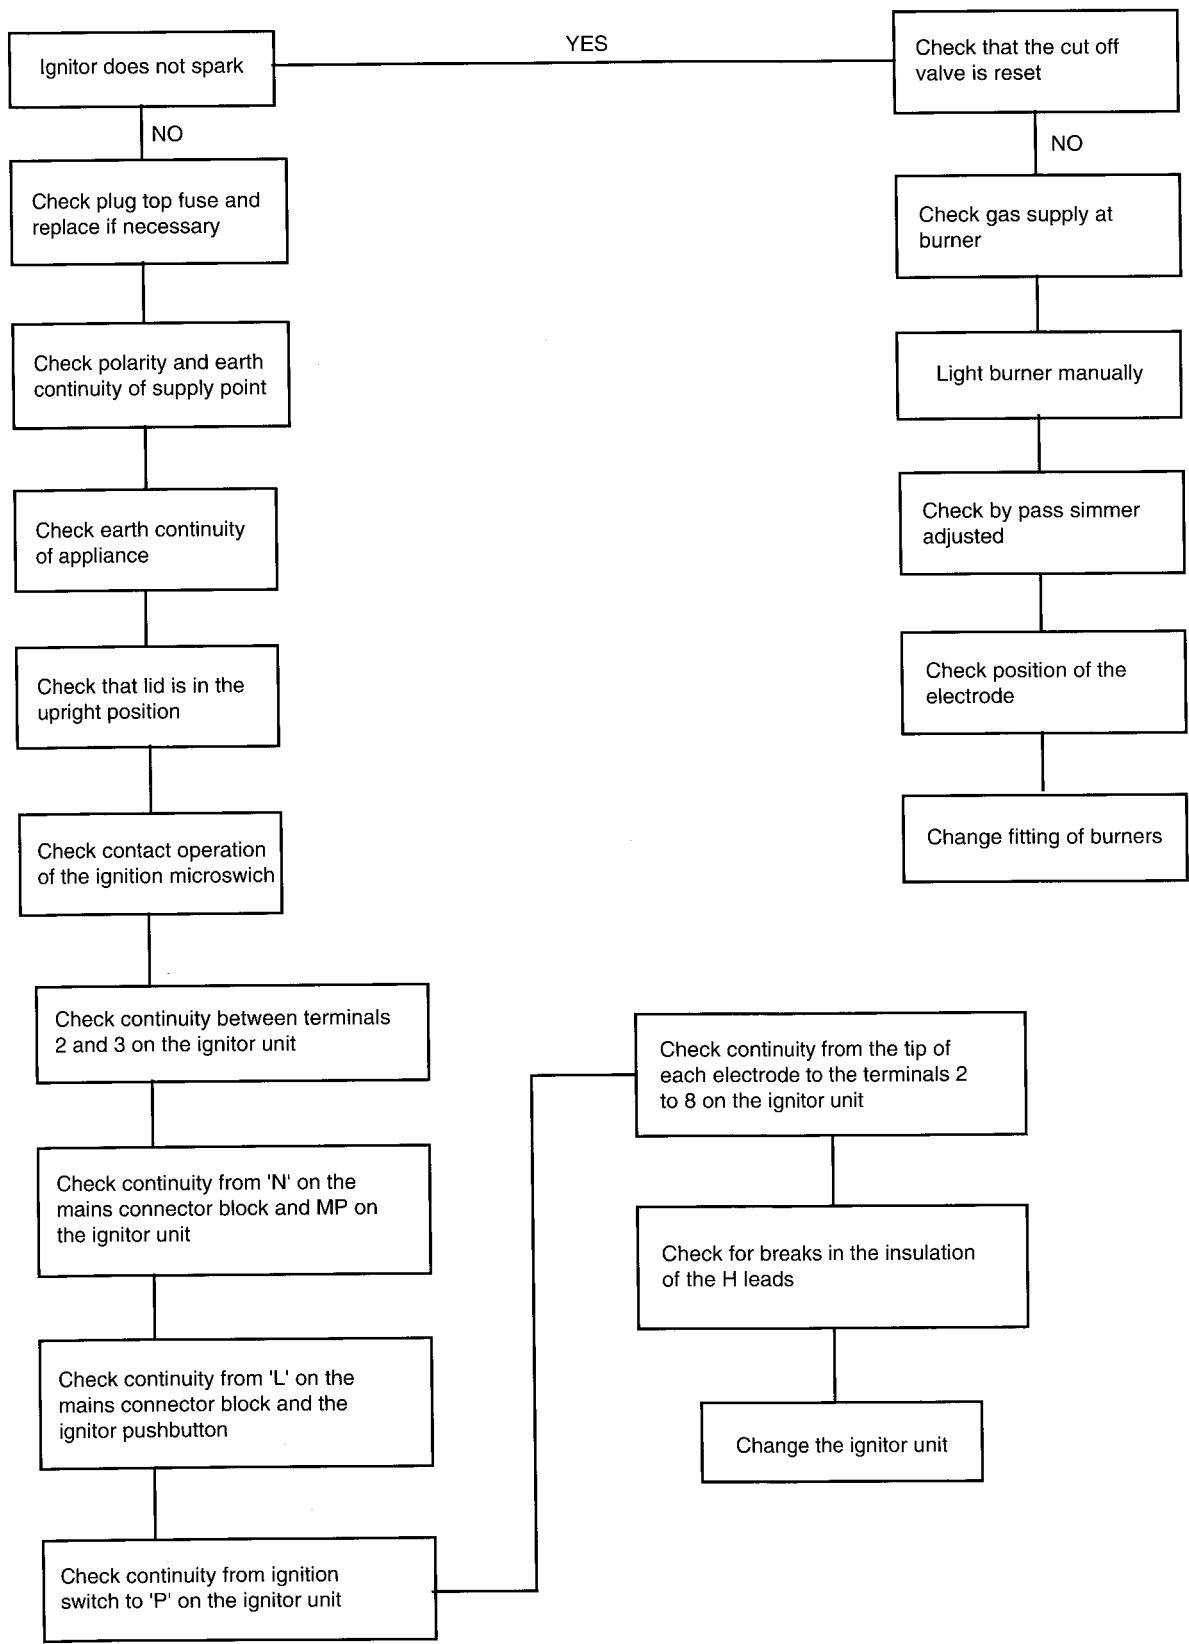 Ignitor does not spark
YES
Check that the cut off
valve is reset
NO
Check plug top fuse and
replace if necessary
Check polarity and earth
continuity of supply point
Check earth continuity
of appliance
Check that lid is in the
upright position
Check contact operation
of the ignition microswich
Check continuity between terminals
2 and 3 on the ignitor unit
Check continuity from 'N' on the
mains connector block and MP on
the ignitor unit
Check continuity from 'L' on the
mains connector block and the
ignitor pushbutton
Check continuity from ignition
switch to 'P' on the ignitor unit
Check continuity from the tip of
each electrode to the terminals 2
to 8 on the ignitor unit
Check for breaks in the insulation
of the H leads
Change the ignitor unit
NO
Check gas supply at
burner
Light burner manually
Check by pass simmer
adjusted
Check position of the
electrode
Change fitting of burners